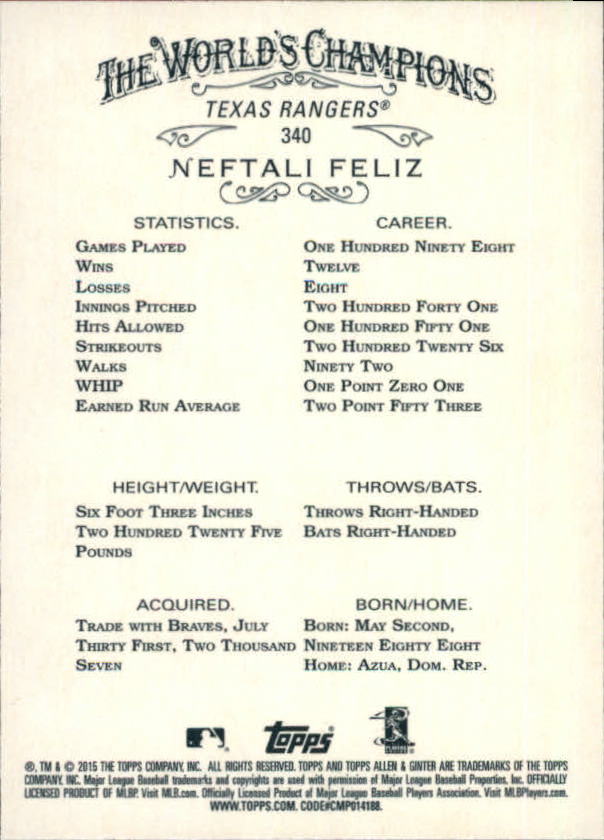 THE WORLD'S CHAMPIONS
TEXAS RANGERS®
340
NEFTALI FELIZ
STATISTICS. CAREER.
GAMES PLAYED ONE HUNDRED NINETY EIGHT
WINS TWELVE
LOSSES EIGHT
INNINGS PITCHED TWO HUNDRED FORTY ONE
HITS ALLOWED ONE HUNDRED FIFTY ONE
STRIKEOUTS TWO HUNDRED TWENTY SIX
WALKS NINETY TWO
WHIP ONE POINT ZERO ONE
EARNED RUN AVERAGE TWO POINT FIFTY THREE
HEIGHT/WEIGHT. THROWS/BATS.
SIX FOOT THREE INCHES THROWS RIGHT-HANDED
TWO HUNDRED TWENTY FIVE BATS RIGHT-HANDED
POUNDS
ACQUIRED. BORN/HOME.
TRADE WITH BRAVES, JULY BORN: MAY SECOND,
THIRTY FIRST, TWO THOUSAND NINETEEN EIGHTY EIGHT
SEVEN HOME: AZUA, DOM. REP.
Topps
®, TM & © 2015 THE TOPPS COMPANY, INC. ALL RIGHTS RESERVED. TOPPS AND TOPPS ALLEN & GINTER ARE TRADEMARKS OF THE TOPPS
COMPANY, INC. Major League Baseball trademarks and copyrights are used with permission of Major League Baseball Properties, Inc. OFFICIALLY
LICENSED PRODUCT OF MLBP. Visit MLB.com. Officially Licensed Product of Major League Baseball Players Association. Visit MLBPlayers.com.
WWW.TOPPS.COM. CODE#CMP014188.